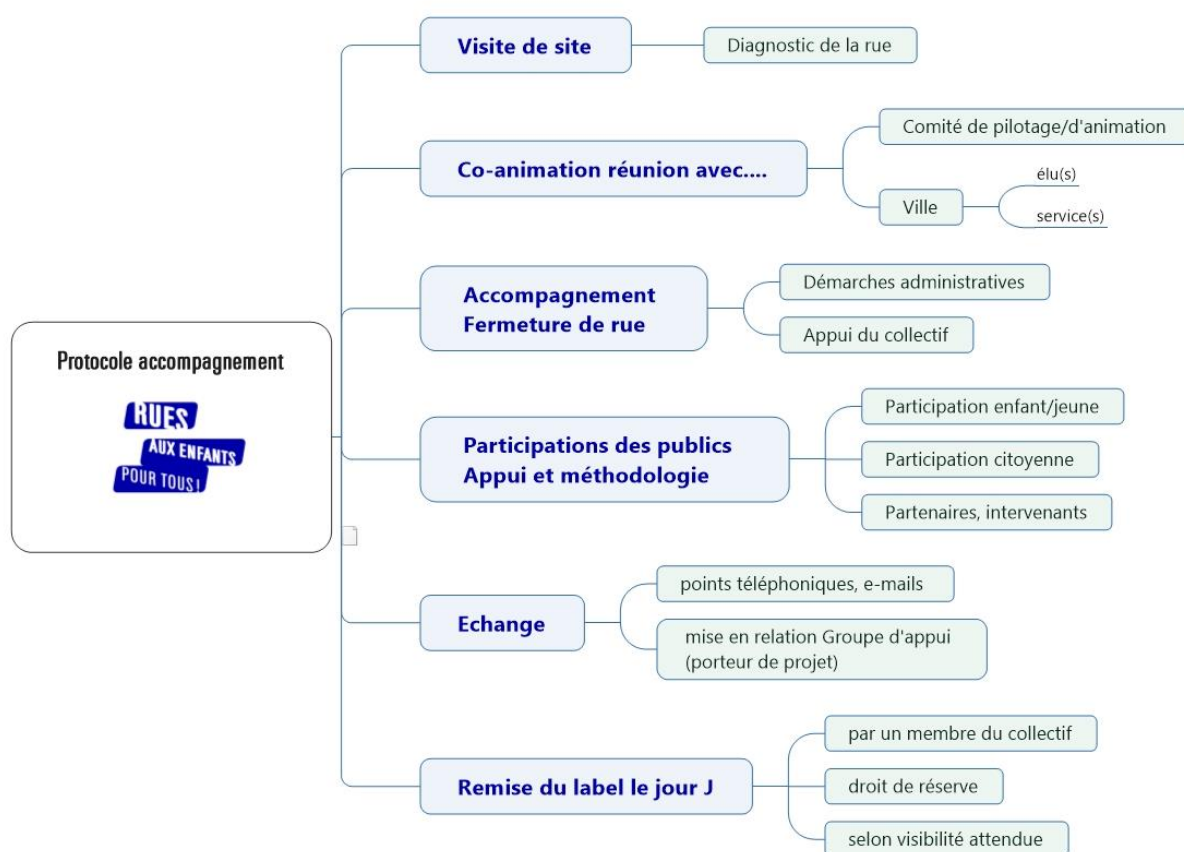 Protocole accompagnement
RUES
AUX ENFANTS
POUR TOUS!
Visite de site
Diagnostic de la rue
Co-animation réunion avec....
Comité de pilotage/d'animation
Ville
élu(s)
service(s)
Accompagnement
Fermeture de rue
Démarches administratives
Appui du collectif
Participations des publics
Appui et méthodologie
Participation enfant/jeune
Participation citoyenne
Partenaires, intervenants
Echange
points téléphoniques, e-mails
mise en relation Groupe d'appui
(porteur de projet)
Remise du label le jour J
par un membre du collectif
droit de réserve
selon visibilité attendue